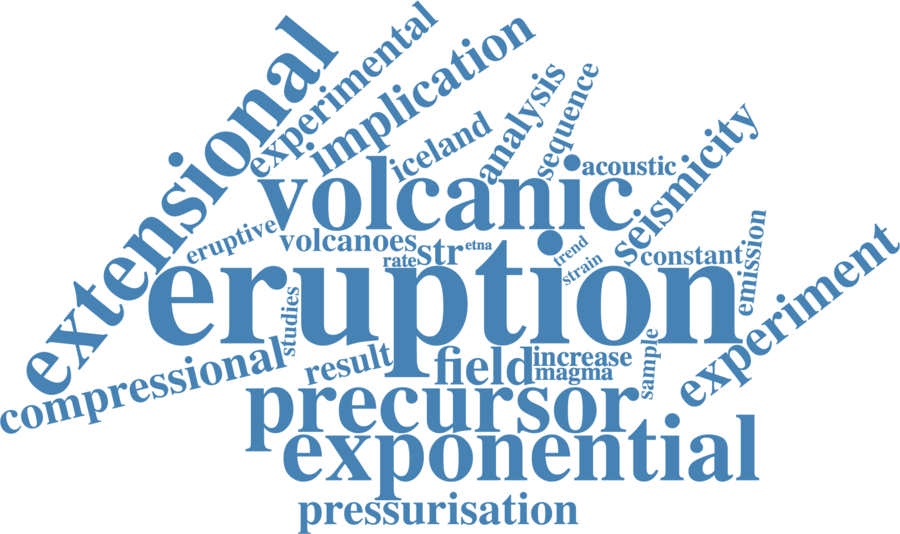 extensional
experimental
implication
iceland
analysis
sequence
acoustic
seismicity
volcanic
eruptive
volcanoes
rate
str
etna
trend
strain
constant
emission
eruption
experiment
studies
compressional
result
field
increase
magma
sample
precursor
exponential
pressurisation